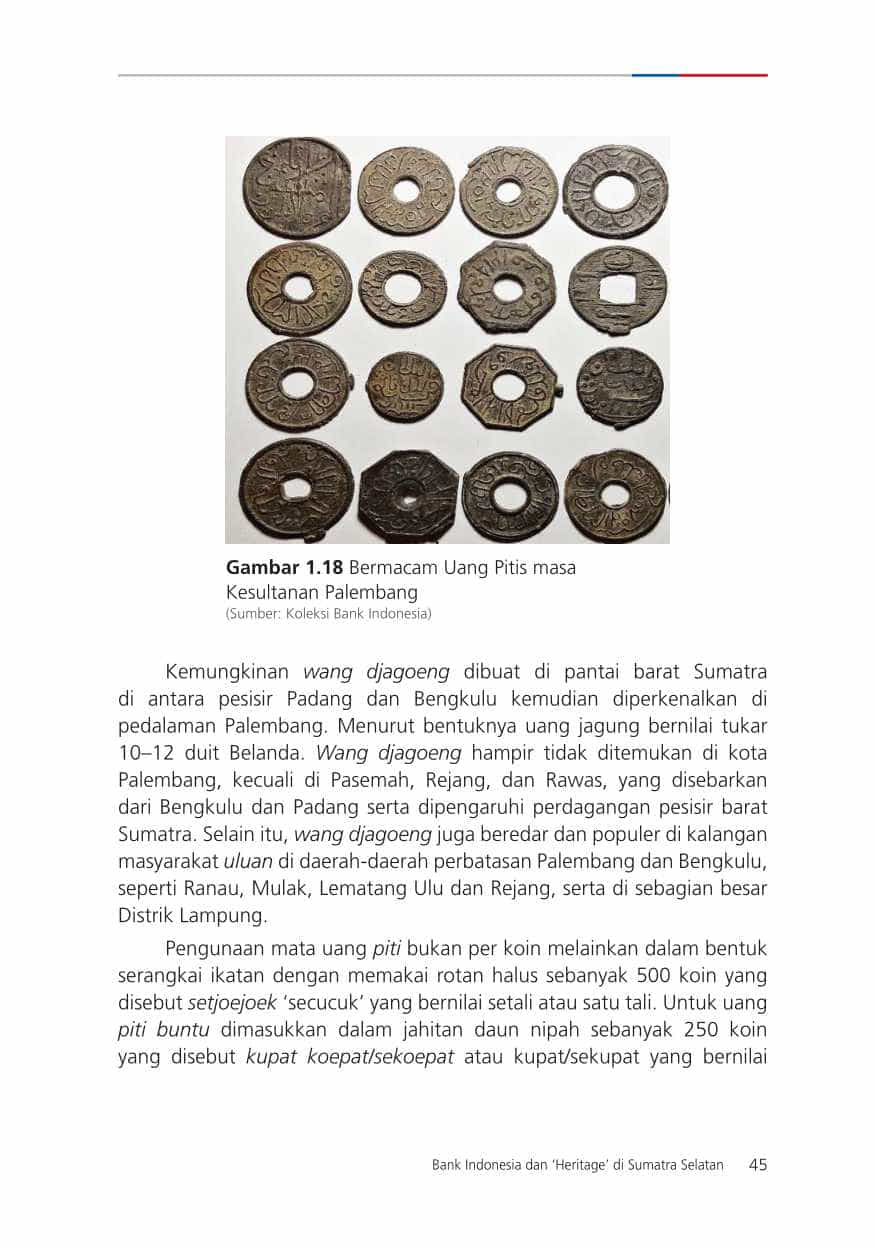 Gambar 1.18 Bermacam Uang Pitis masa
Kesultanan Palembang
(Sumber: Koleksi Bank Indonesia)
Kemungkinan wang djagoeng dibuat di pantai barat Sumatra
di antara pesisir Padang dan Bengkulu kemudian diperkenalkan di
pedalaman Palembang. Menurut bentuknya uang jagung bernilai tukar
10–12 duit Belanda. Wang djagoeng hampir tidak ditemukan di kota
Palembang, kecuali di Pasemah, Rejang, dan Rawas, yang disebarkan
dari Bengkulu dan Padang serta dipengaruhi perdagangan pesisir barat
Sumatra. Selain itu, wang djagoeng juga beredar dan populer di kalangan
masyarakat uluan di daerah-daerah perbatasan Palembang dan Bengkulu,
seperti Ranau, Mulak, Lematang Ulu dan Rejang, serta di sebagian besar
Distrik Lampung.
Pengunaan mata uang piti bukan per koin melainkan dalam bentuk
serangkai ikatan dengan memakai rotan halus sebanyak 500 koin yang
disebut setjoejoek ‘secucuk’ yang bernilai setali atau satu tali. Untuk uang
piti buntu dimasukkan dalam jahitan daun nipah sebanyak 250 koin
yang disebut kupat koepat/sekoepat atau kupat/sekupat yang bernilai
Bank Indonesia dan ‘Heritage’ di Sumatra Selatan 45